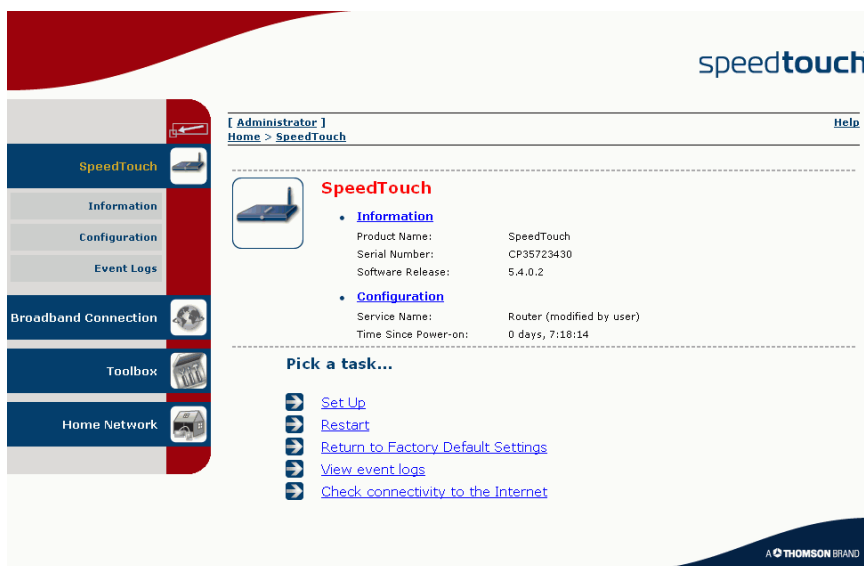 speedtouch
[ Administrator ]
Help
Home > SpeedTouch
SpeedTouch
Information
Configuration
Event Logs
Broadband Connection
Toolbox
Home Network
SpeedTouch
Information
Product Name: SpeedTouch
Serial Number: CP35723430
Software Release: 5.4.0.2
Configuration
Service Name: Router (modified by user)
Time Since Power-on: 0 days, 7:18:14
Pick a task...
Set Up
Restart
Return to Factory Default Settings
View event logs
Check connectivity to the Internet
A THOMSON BRAND